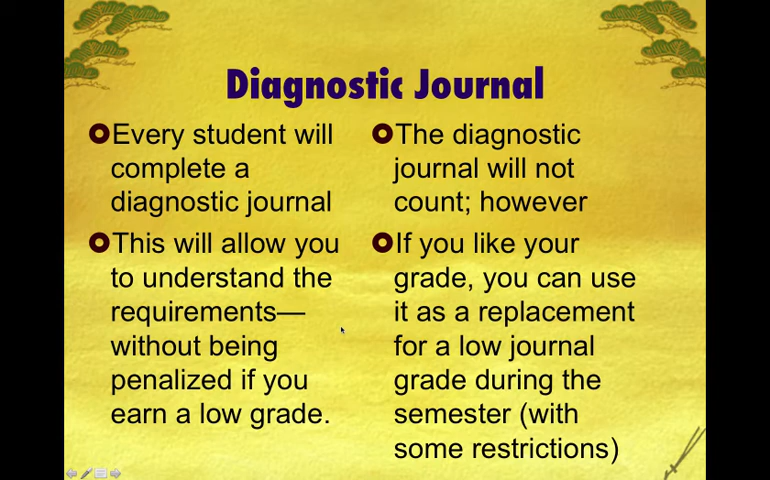 Diagnostic Journal
Every student will
complete a
diagnostic journal
This will allow you
to understand the
requirements—
without being
penalized if you
earn a low grade.
The diagnostic
journal will not
count; however
If you like your
grade, you can use
it as a replacement
for a low journal
grade during the
semester (with
some restrictions)